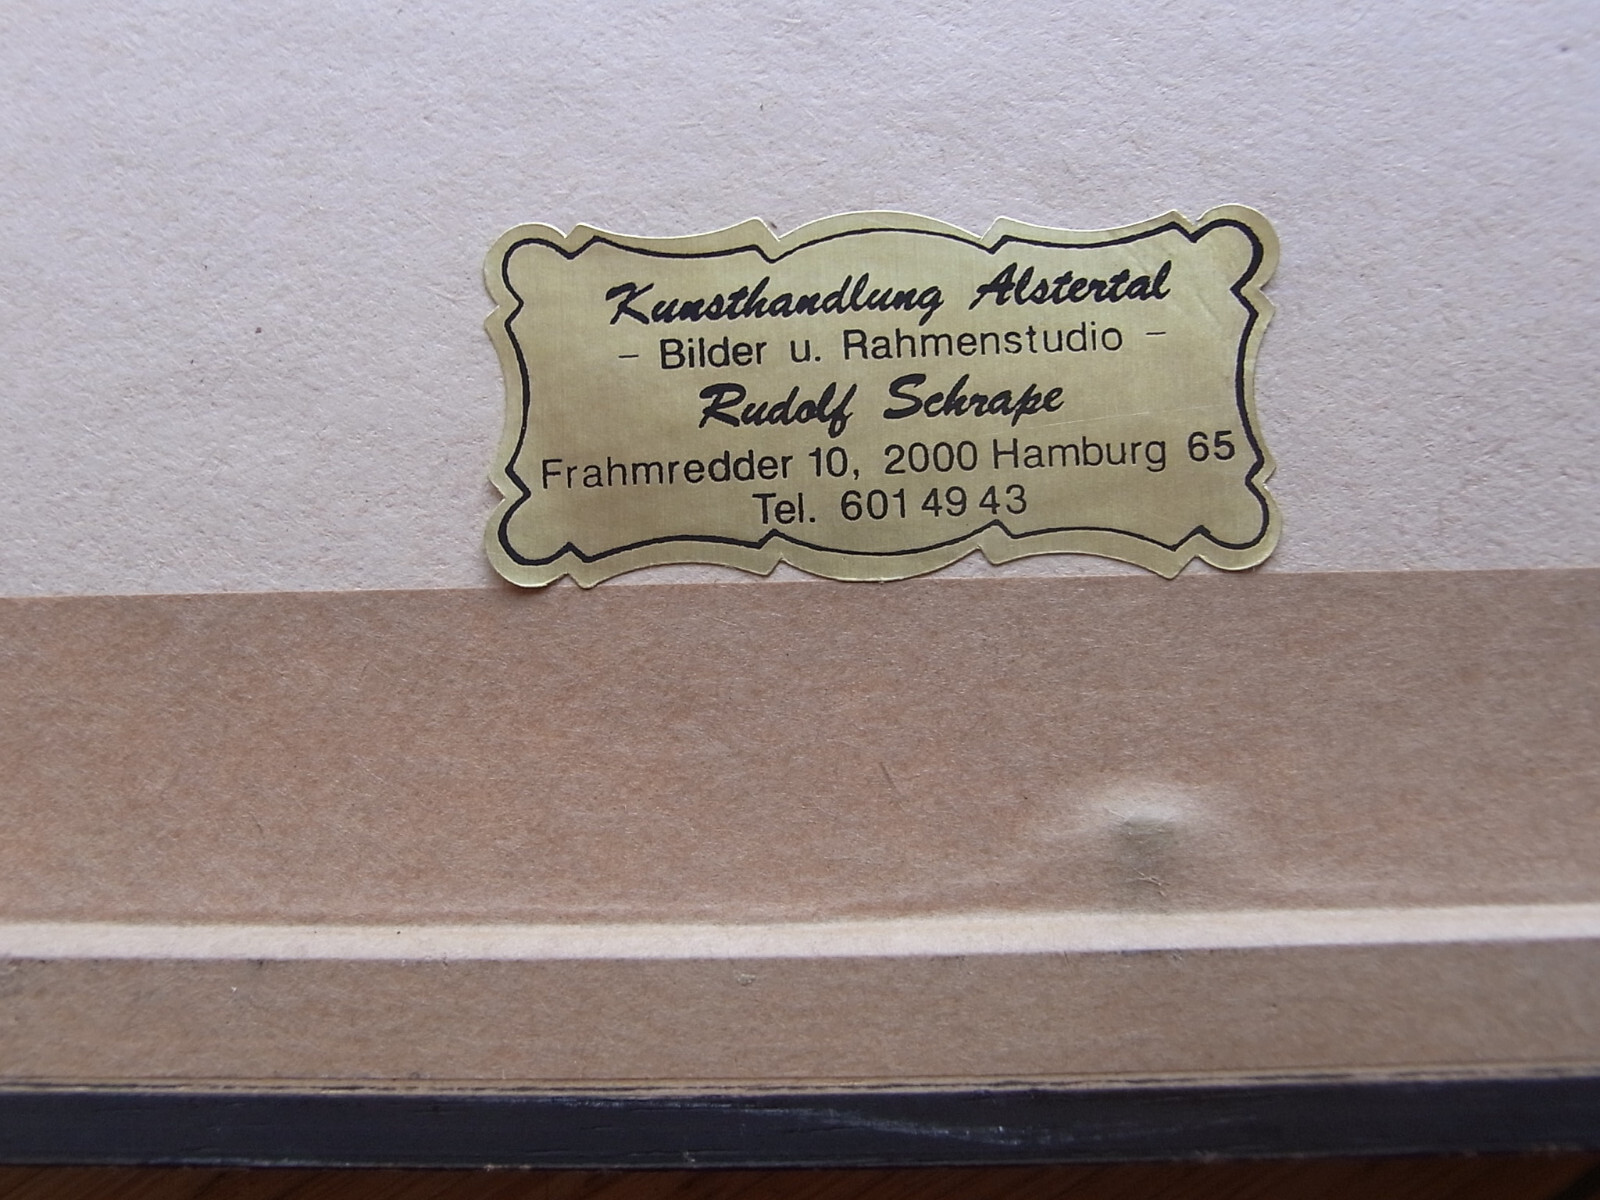 Kunsthandlung Alstertal
– Bilder u. Rahmenstudio –
Rudolf Schrape
Frahmredder 10, 2000 Hamburg 65
Tel. 601 49 43